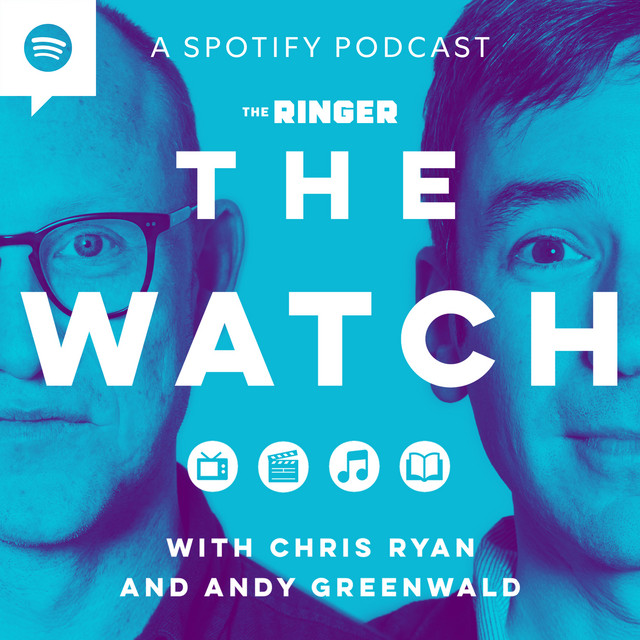 A SPOTIFY PODCAST
THE RINGER
THE
WATCH
WITH CHRIS RYAN
AND ANDY GREENWALD